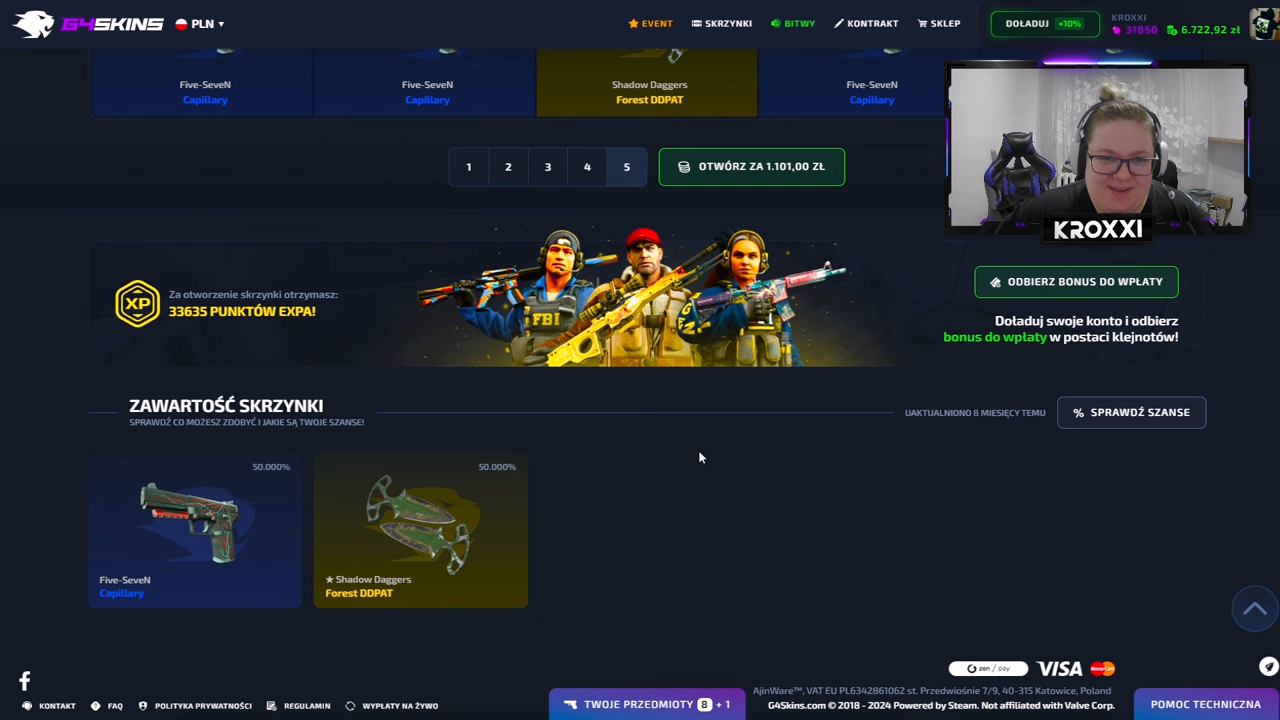 G4SKINS
PLN
EVENT
SKRZYNKI
BITWY
KONTRAKT
SKLEP
DOŁADUJ +10%
KROXXI
31850 6.722,92 zł
Five-SeveN
Capillary
Five-SeveN
Capillary
Shadow Daggers
Forest DDPAT
Five-SeveN
Capillary
KROXXI
1 2 3 4 5
OTWÓRZ ZA 1.101,00 ZŁ
XP
Za otworzenie skrzynki otrzymasz:
33635 PUNKTÓW EXPA!
FBI
ODBIERZ BONUS DO WPŁATY
Doładuj swoje konto i odbierz
bonus do wpłaty w postaci klejnotów!
ZAWARTOŚĆ SKRZYNKI
SPRAWDŹ CO MOŻESZ ZDOBYĆ I JAKIE SĄ TWOJE SZANSE!
UAKTUALNIONO 8 MIESIĘCY TEMU
% SPRAWDŹ SZANSE
50.000%
Five-SeveN
Capillary
50.000%
★ Shadow Daggers
Forest DDPAT
zen / pay VISA MasterCard
AjinWare™, VAT EU PL6342861062 st. Przedwiośnie 7/9, 40-315 Katowice, Poland
KONTAKT
FAQ
POLITYKA PRYWATNOŚCI
REGULAMIN
WYPŁATY NA ŻYWO
TWOJE PRZEDMIOTY 8 + 1
G4Skins.com © 2018 - 2024 Powered by Steam. Not affiliated with Valve Corp.
POMOC TECHNICZNA